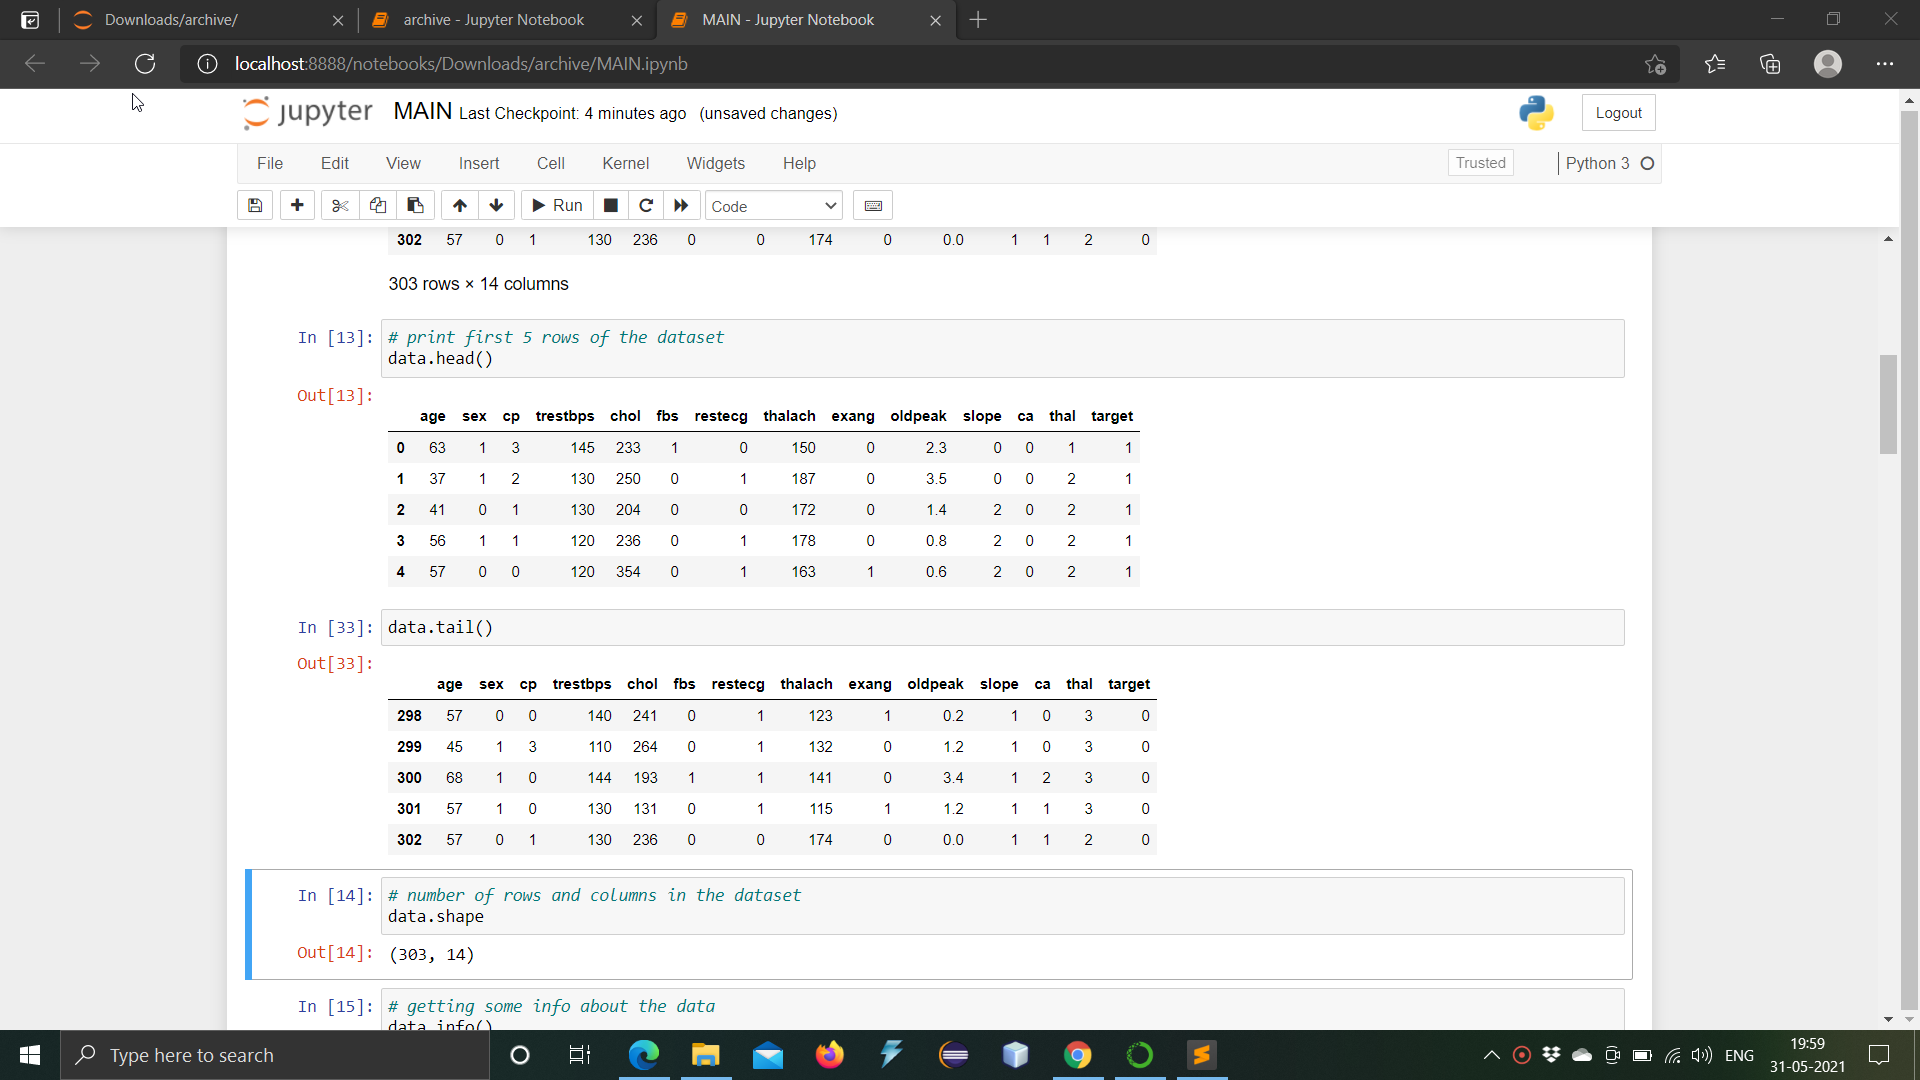 Downloads/archive/
archive - Jupyter Notebook
MAIN - Jupyter Notebook
localhost:8888/notebooks/Downloads/archive/MAIN.ipynb
jupyter MAIN Last Checkpoint: 4 minutes ago (unsaved changes)
Logout
File Edit View Insert Cell Kernel Widgets Help
Trusted Python 3
Run Code
302 57 0 1 130 236 0 0 174 0 0.0 1 1 2 0
303 rows × 14 columns
In [13]: # print first 5 rows of the dataset
data.head()
Out[13]:
age sex cp trestbps chol fbs restecg thalach exang oldpeak slope ca thal target
0 63 1 3 145 233 1 0 150 0 2.3 0 0 1 1
1 37 1 2 130 250 0 1 187 0 3.5 0 0 2 1
2 41 0 1 130 204 0 0 172 0 1.4 2 0 2 1
3 56 1 1 120 236 0 1 178 0 0.8 2 0 2 1
4 57 0 0 120 354 0 1 163 1 0.6 2 0 2 1
In [33]: data.tail()
Out[33]:
age sex cp trestbps chol fbs restecg thalach exang oldpeak slope ca thal target
298 57 0 0 140 241 0 1 123 1 0.2 1 0 3 0
299 45 1 3 110 264 0 1 132 0 1.2 1 0 3 0
300 68 1 0 144 193 1 1 141 0 3.4 1 2 3 0
301 57 1 0 130 131 0 1 115 1 1.2 1 1 3 0
302 57 0 1 130 236 0 0 174 0 0.0 1 1 2 0
In [14]: # number of rows and columns in the dataset
data.shape
Out[14]: (303, 14)
In [15]: # getting some info about the data
data.info()
Type here to search
ENG
19:59
31-05-2021